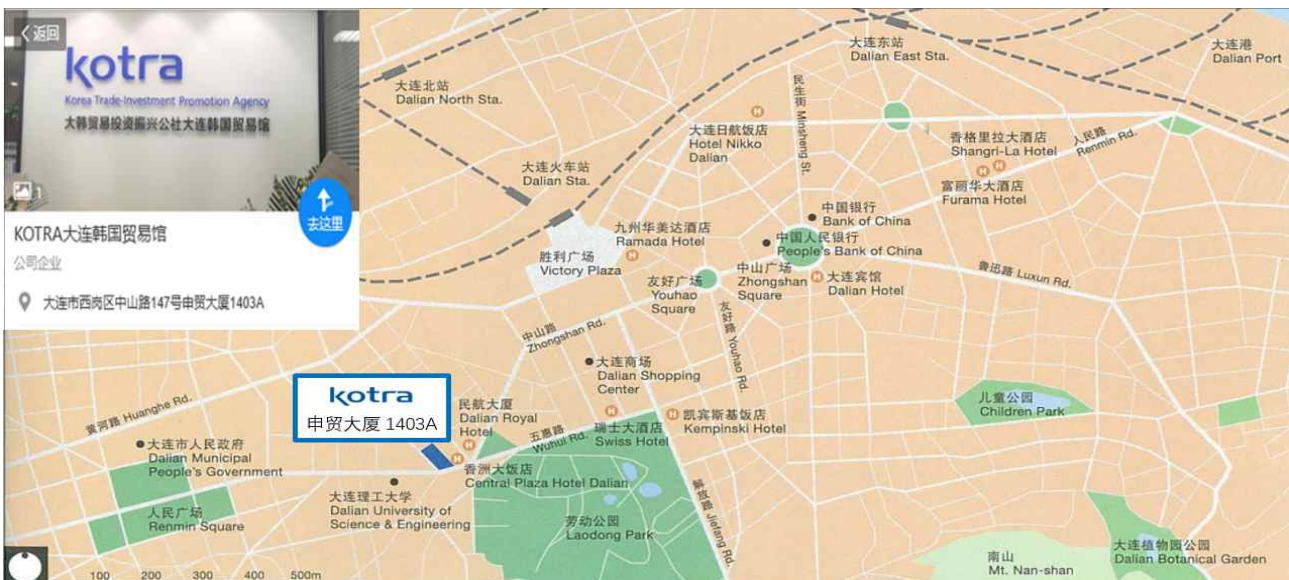 返回
kotra
Korea Trade-Investment Promotion Agency
大韩贸易投资振兴公社大连韩国贸易馆
去这里
KOTRA大连韩国贸易馆
公司企业
大连市西岗区中山路147号申贸大厦1403A
大连北站
Dalian North Sta.
大连东站
Dalian East Sta.
大连港
Dalian Port
民生街 Minsheng St.
大连日航饭店
Hotel Nikko
Dalian
香格里拉大酒店
Shangri-La Hotel
人民路
Renmin Rd.
富丽华大酒店
Furama Hotel
大连火车站
Dalian Sta.
中国银行
Bank of China
九州华美达酒店
Ramada Hotel
中国人民银行
People's Bank of China
胜利广场
Victory Plaza
友好广场
Youhao
Square
中山广场
Zhongshan
Square
大连宾馆
Dalian Hotel
鲁迅路 Luxun Rd.
中山路
Zhongshan Rd.
友好路 Youhao Rd.
大连商场
Dalian Shopping
Center
kotra
申贸大厦 1403A
黄河路 Huanghe Rd.
民航大厦
Dalian Royal
Hotel
五惠路
Wuhui Rd.
瑞士大酒店
Swiss Hotel
凯宾斯基饭店
Kempinski Hotel
儿童公园
Children Park
大连市人民政府
Dalian Municipal
People's Government
香洲大饭店
Central Plaza Hotel Dalian
大连理工大学
Dalian University of
Science & Engineering
人民广场
Renmin Square
劳动公园
Laodong Park
解放路 Jiefang Rd.
南山
Mt. Nan-shan
大连植物园公园
Dalian Botanical Garden
100 200 300 400 500m